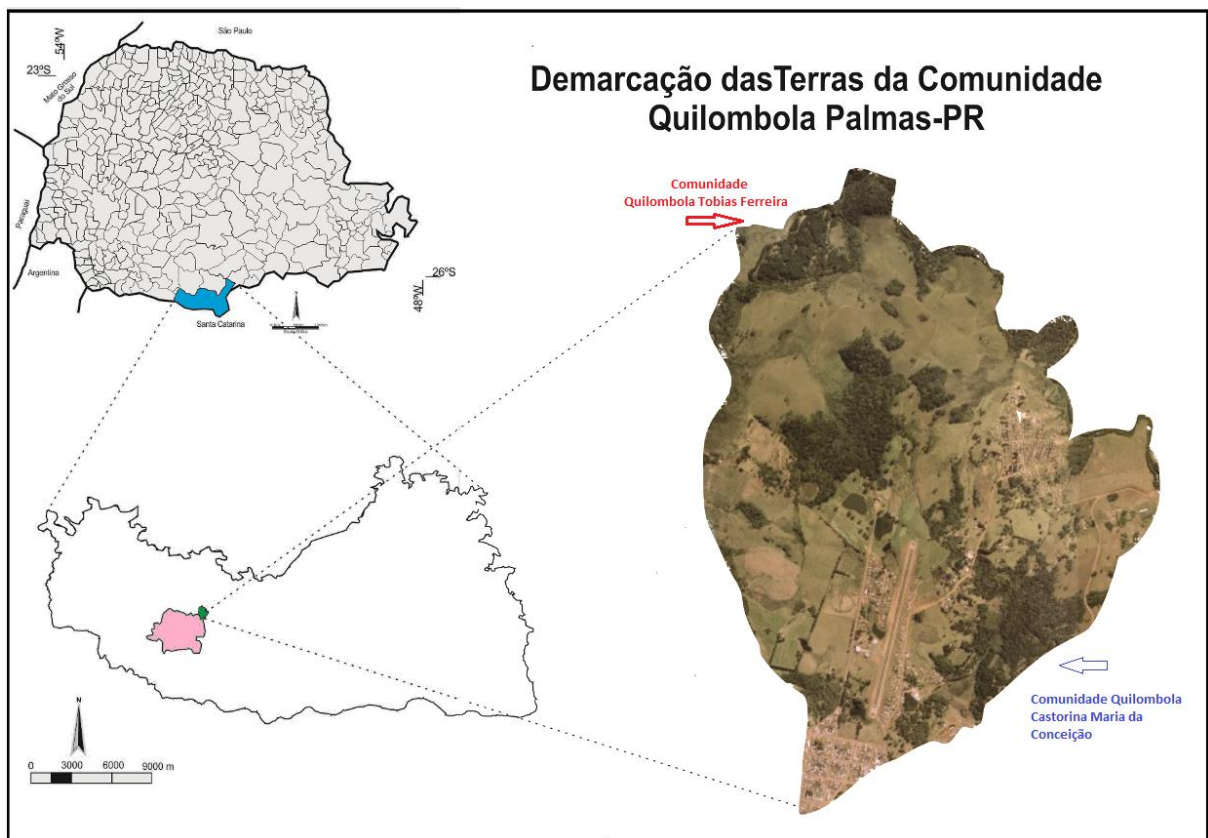 São Paulo
54ºW
23ºS
Mato Grosso
do Sul
Paraguai
Argentina
26ºS
48ºW
Santa Catarina
Demarcação dasTerras da Comunidade
Quilombola Palmas-PR
Comunidade
Quilombola Tobias Ferreira
Comunidade Quilombola
Castorina Maria da
Conceição
N
0 3000 6000 9000 m